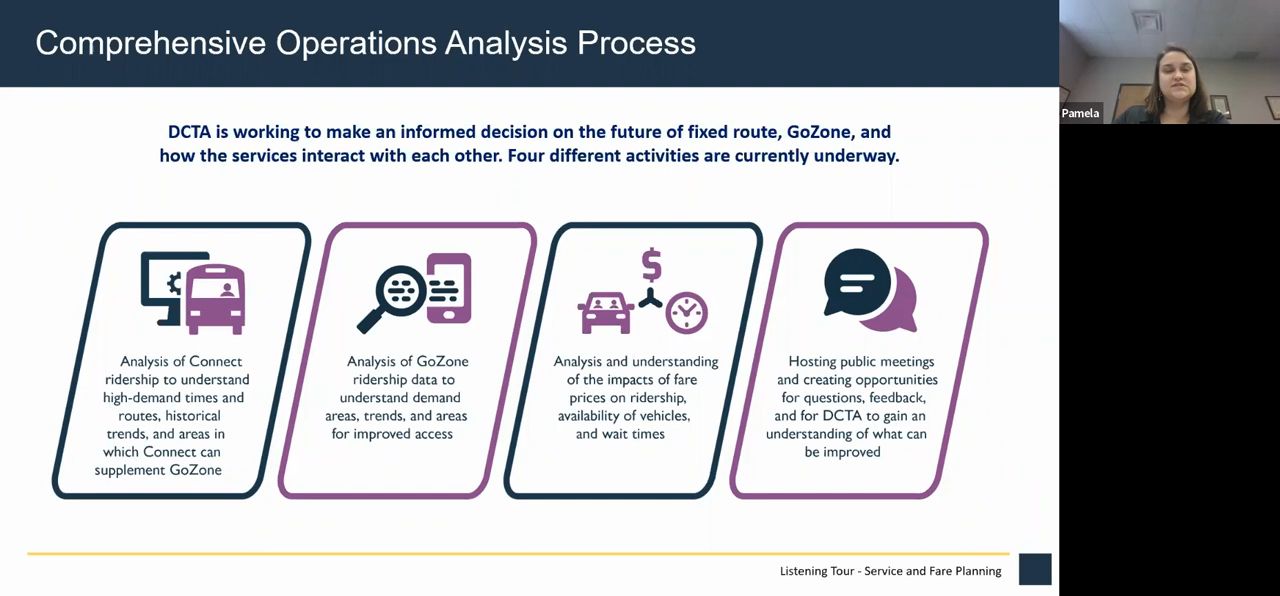 Comprehensive Operations Analysis Process
DCTA is working to make an informed decision on the future of fixed route, GoZone, and
how the services interact with each other. Four different activities are currently underway.
Analysis of Connect
ridership to understand
high-demand times and
routes, historical
trends, and areas in
which Connect can
supplement GoZone
Analysis of GoZone
ridership data to
understand demand
areas, trends, and areas
for improved access
$
Analysis and understanding
of the impacts of fare
prices on ridership,
availability of vehicles,
and wait times
Hosting public meetings
and creating opportunities
for questions, feedback,
and for DCTA to gain an
understanding of what can
be improved
Listening Tour - Service and Fare Planning
Pamela